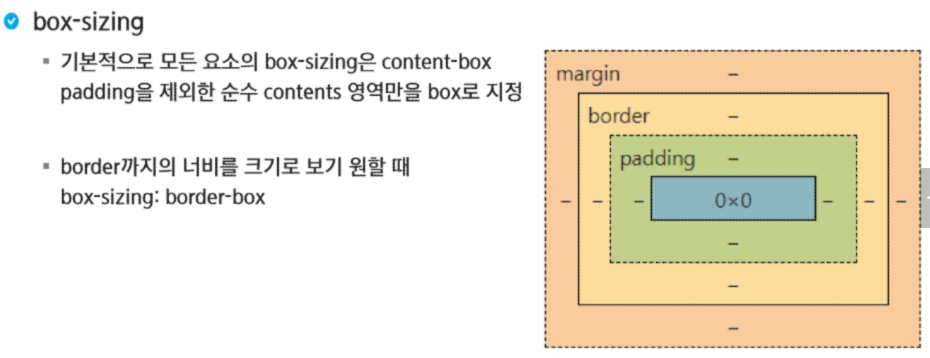 box-sizing
기본적으로 모든 요소의 box-sizing은 content-box
padding을 제외한 순수 contents 영역만을 box로 지정
border까지의 너비를 크기로 보기 원할 때
box-sizing: border-box
margin –
border –
padding –
– – – 0×0 – – –
–
–
–